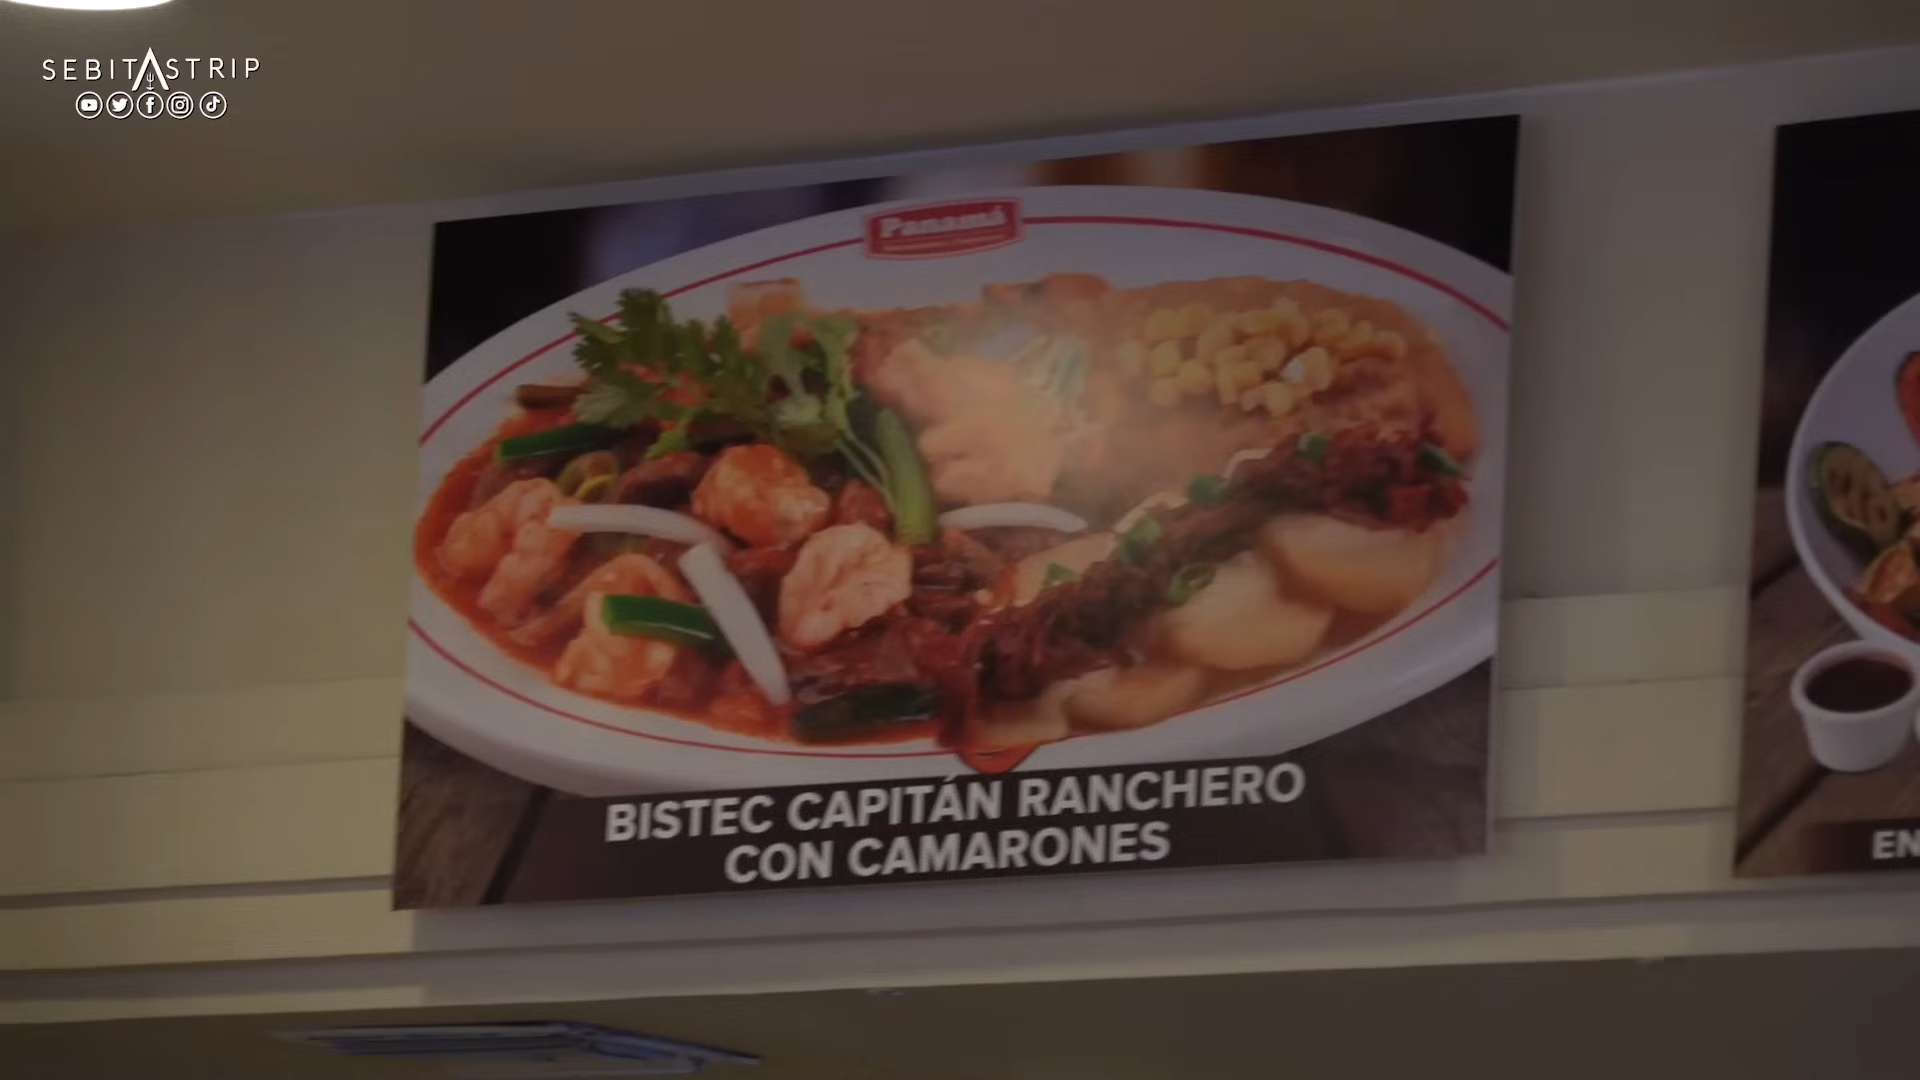 SEBITASTRIP
Panamá
BISTEC CAPITÁN RANCHERO
CON CAMARONES
EN